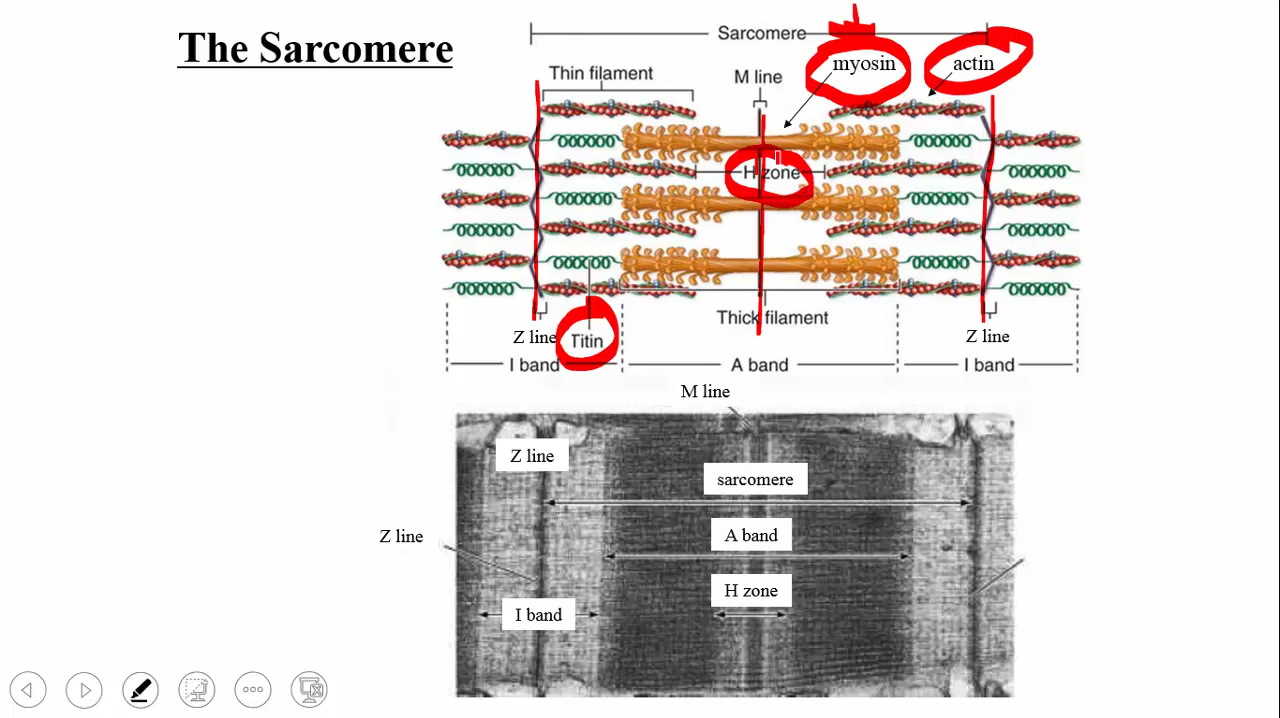 The Sarcomere
Sarcomere
myosin
actin
Thin filament
M line
H zone
Thick filament
Z line
Titin
Z line
I band
A band
I band
M line
Z line
sarcomere
Z line
A band
H zone
I band